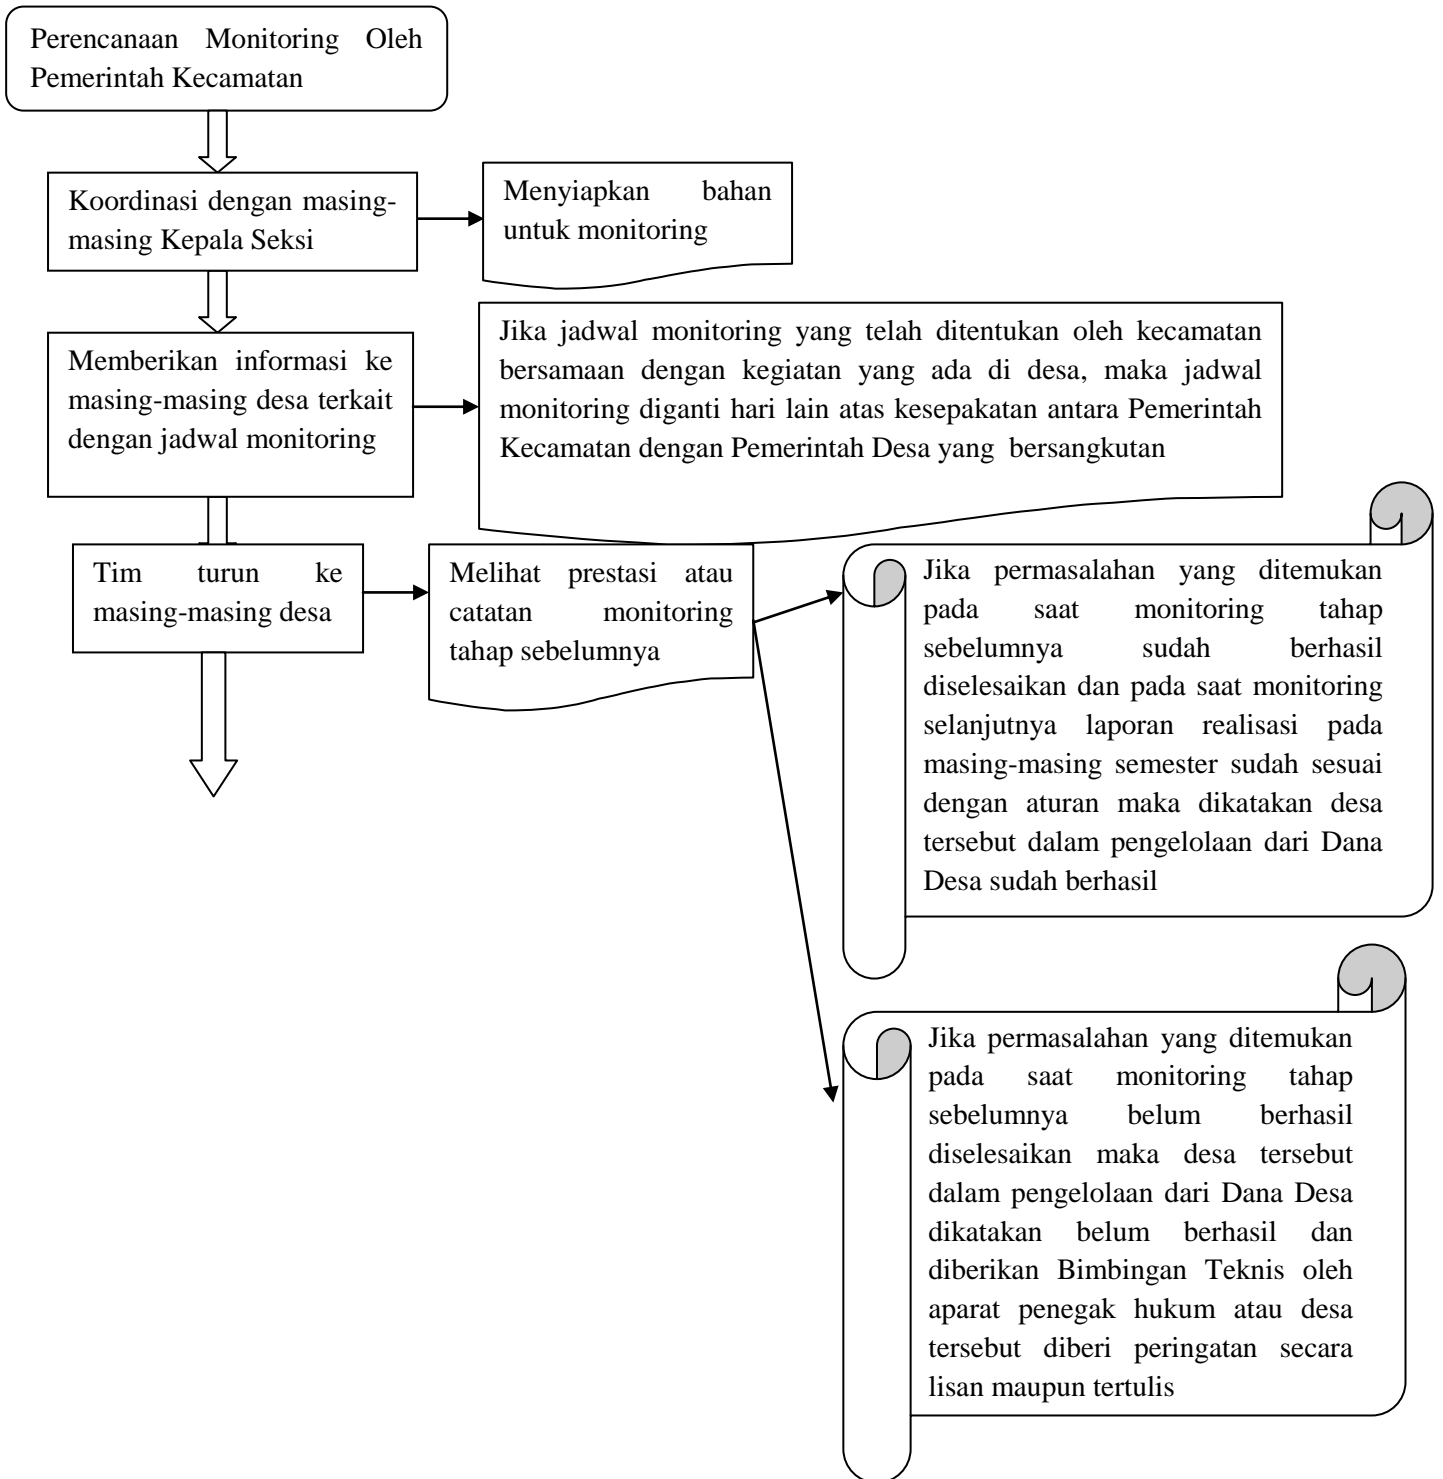 Perencanaan Monitoring Oleh
Pemerintah Kecamatan
Koordinasi dengan masing-
masing Kepala Seksi
Menyiapkan bahan
untuk monitoring
Memberikan informasi ke
masing-masing desa terkait
dengan jadwal monitoring
Jika jadwal monitoring yang telah ditentukan oleh kecamatan
bersamaan dengan kegiatan yang ada di desa, maka jadwal
monitoring diganti hari lain atas kesepakatan antara Pemerintah
Kecamatan dengan Pemerintah Desa yang bersangkutan
Tim turun ke
masing-masing desa
Melihat prestasi atau
catatan monitoring
tahap sebelumnya
Jika permasalahan yang ditemukan
pada saat monitoring tahap
sebelumnya sudah berhasil
diselesaikan dan pada saat monitoring
selanjutnya laporan realisasi pada
masing-masing semester sudah sesuai
dengan aturan maka dikatakan desa
tersebut dalam pengelolaan dari Dana
Desa sudah berhasil
Jika permasalahan yang ditemukan
pada saat monitoring tahap
sebelumnya belum berhasil
diselesaikan maka desa tersebut
dalam pengelolaan dari Dana Desa
dikatakan belum berhasil dan
diberikan Bimbingan Teknis oleh
aparat penegak hukum atau desa
tersebut diberi peringatan secara
lisan maupun tertulis